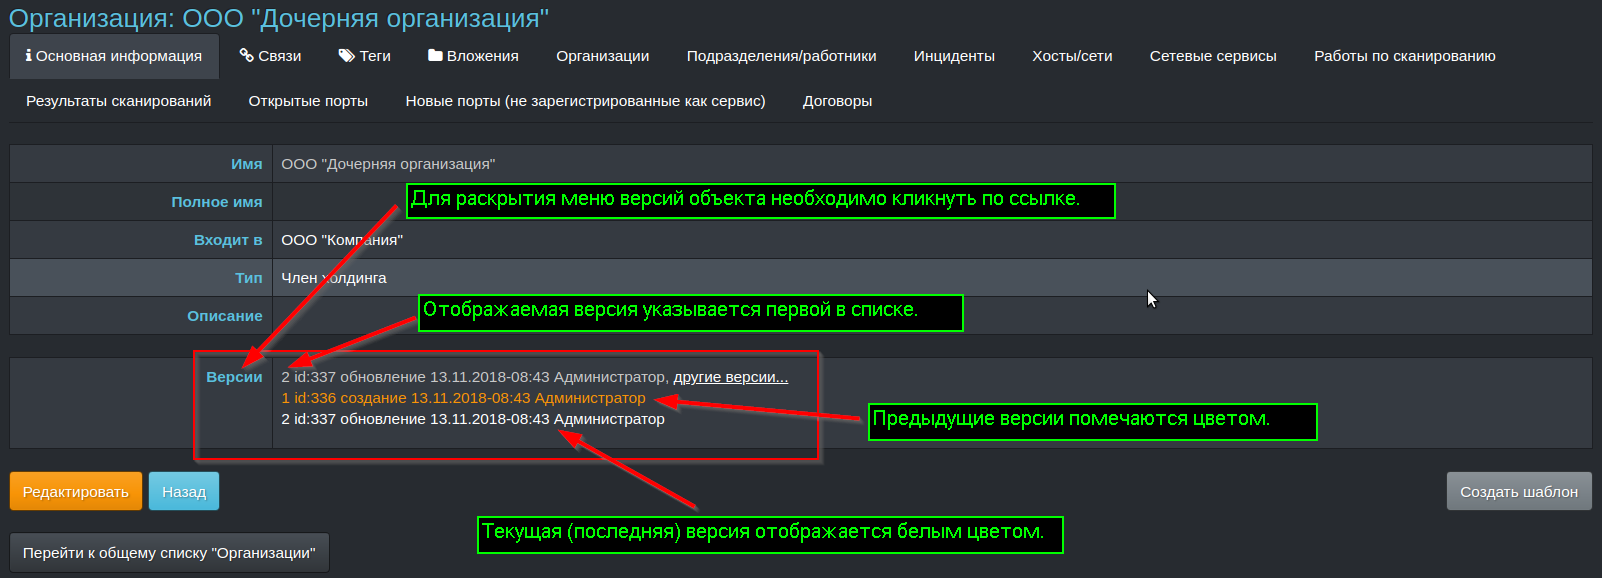 Организация: ООО "Дочерняя организация"
Основная информация Связи Теги Вложения Организации Подразделения/работники Инциденты Хосты/сети Сетевые сервисы Работы по сканированию
Результаты сканирований Открытые порты Новые порты (не зарегистрированные как сервис) Договоры
Имя ООО "Дочерняя организация"
Полное имя
Для раскрытия меню версий объекта необходимо кликнуть по ссылке.
Входит в ООО "Компания"
Тип Член холдинга
Описание
Отображаемая версия указывается первой в списке.
Версии 2 id:337 обновление 13.11.2018-08:43 Администратор, другие версии...
1 id:336 создание 13.11.2018-08:43 Администратор
2 id:337 обновление 13.11.2018-08:43 Администратор
Предыдущие версии помечаются цветом.
Редактировать Назад Создать шаблон
Текущая (последняя) версия отображается белым цветом.
Перейти к общему списку "Организации"